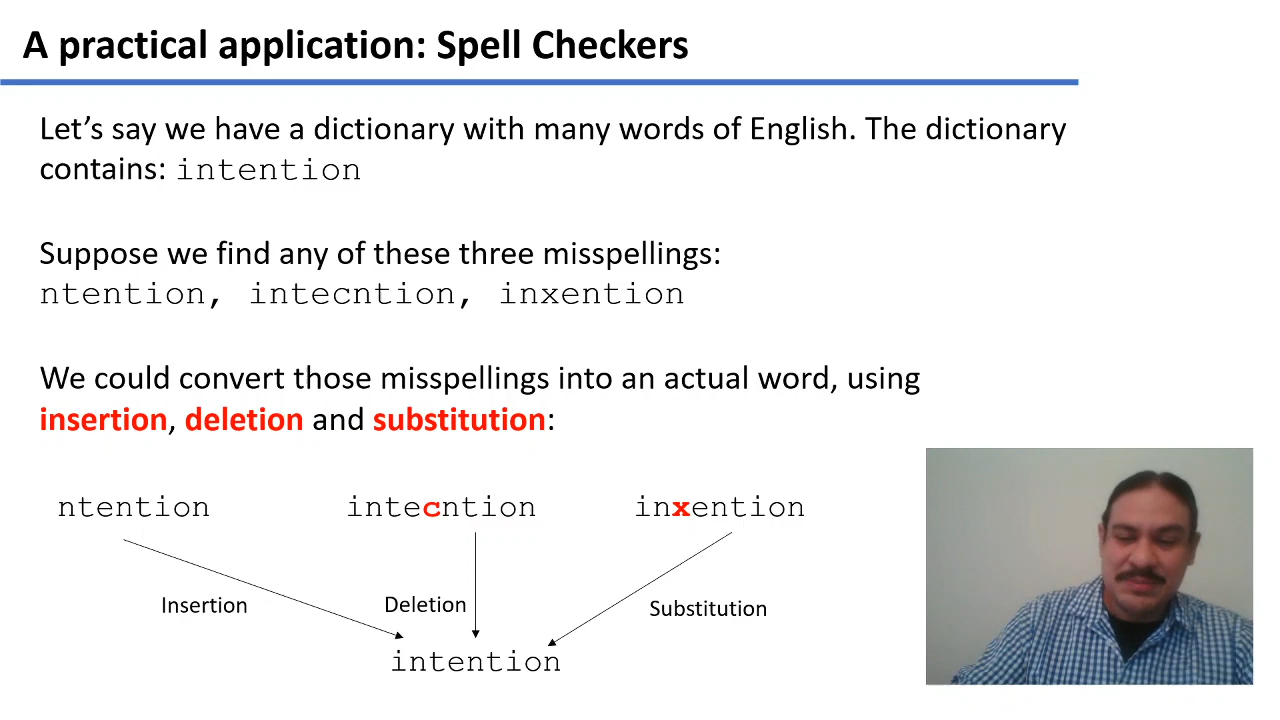 A practical application: Spell Checkers
Let’s say we have a dictionary with many words of English. The dictionary
contains: intention
Suppose we find any of these three misspellings:
ntention, intecntion, inxention
We could convert those misspellings into an actual word, using
insertion, deletion and substitution:
ntention intecntion inxention
Insertion Deletion Substitution
intention